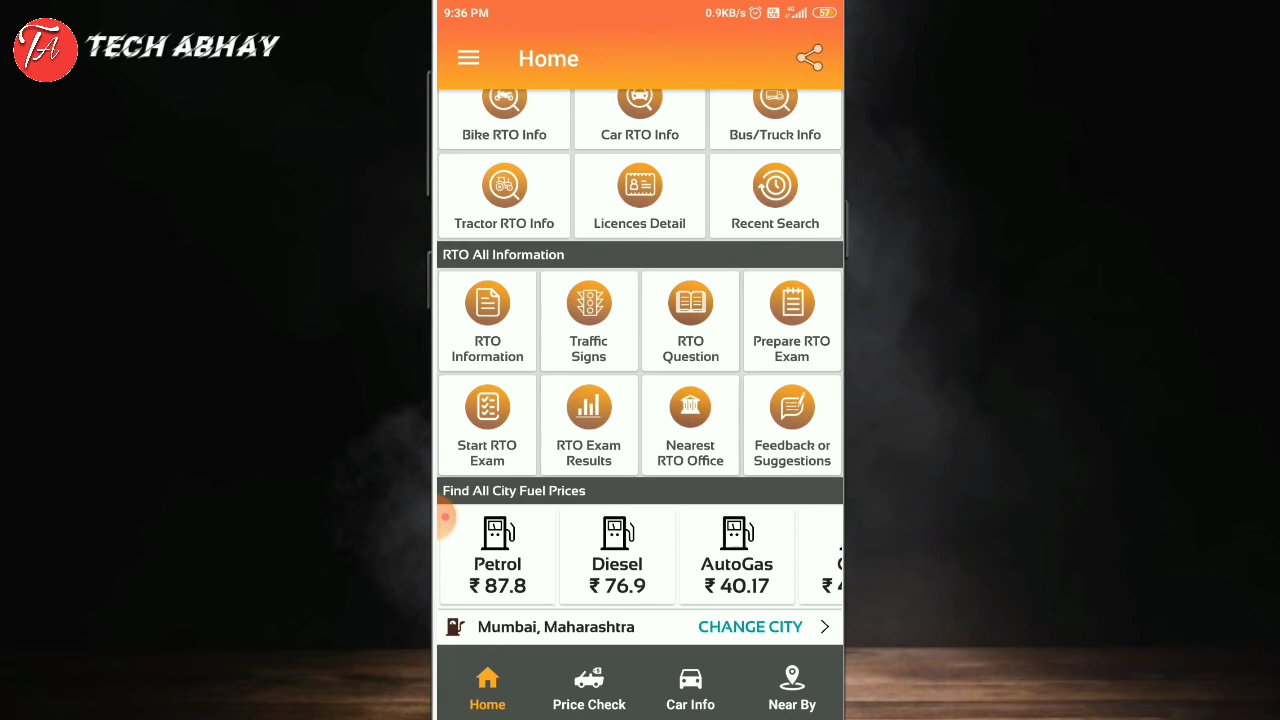 TA TECH ABHAY
9:36 PM 0.9KB/s 4G 57
Home
Bike RTO Info Car RTO Info Bus/Truck Info
Tractor RTO Info Licences Detail Recent Search
RTO All Information
RTO Traffic RTO Prepare RTO
Information Signs Question Exam
Start RTO RTO Exam Nearest Feedback or
Exam Results RTO Office Suggestions
Find All City Fuel Prices
Petrol Diesel AutoGas
₹ 87.8 ₹ 76.9 ₹ 40.17 ₹
Mumbai, Maharashtra CHANGE CITY
Home Price Check Car Info Near By